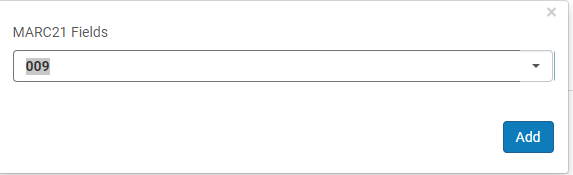 ×
MARC21 Fields
009
Add